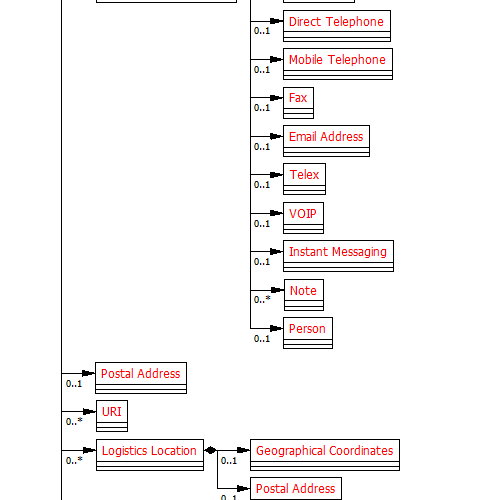 Direct Telephone
0..1
Mobile Telephone
0..1
Fax
0..1
Email Address
0..1
Telex
0..1
VOIP
0..1
Instant Messaging
0..1
Note
0..*
Person
0..1
Postal Address
0..1
URI
0..*
Logistics Location
0..*
Geographical Coordinates
0..1
Postal Address
0..1